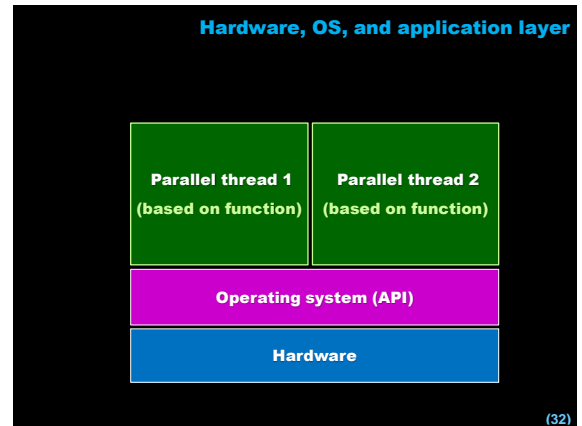 Hardware, OS, and application layer
Parallel thread 1
(based on function)
Parallel thread 2
(based on function)
Operating system (API)
Hardware
(32)